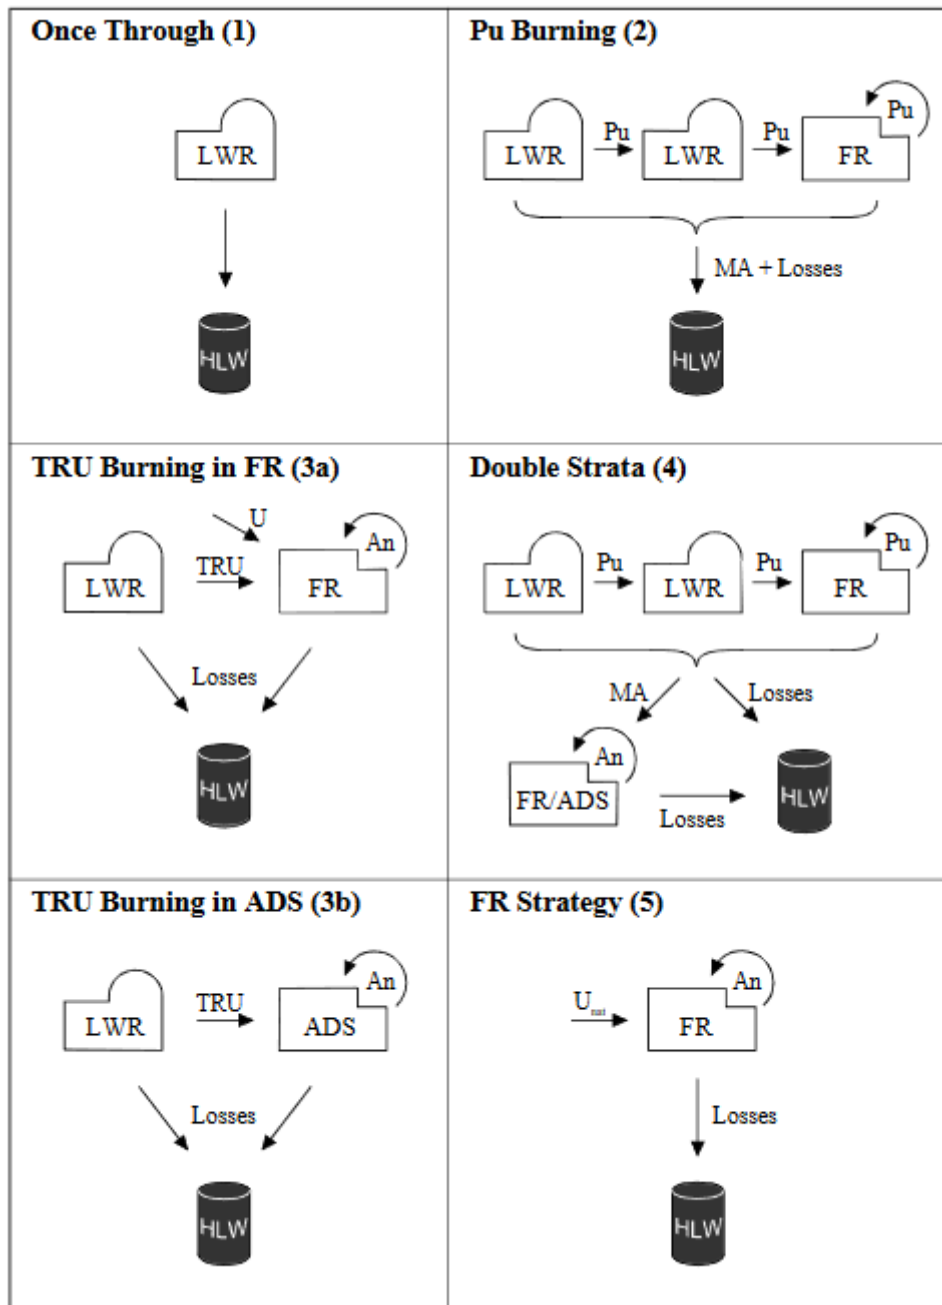 Once Through (1)
LWR
HLW
Pu Burning (2)
LWR
Pu
LWR
Pu
FR
Pu
MA + Losses
HLW
TRU Burning in FR (3a)
LWR
TRU
U
FR
An
Losses
HLW
Double Strata (4)
LWR
Pu
LWR
Pu
FR
Pu
MA
Losses
FR/ADS
An
Losses
HLW
TRU Burning in ADS (3b)
LWR
TRU
ADS
An
Losses
HLW
FR Strategy (5)
Unat
FR
An
Losses
HLW